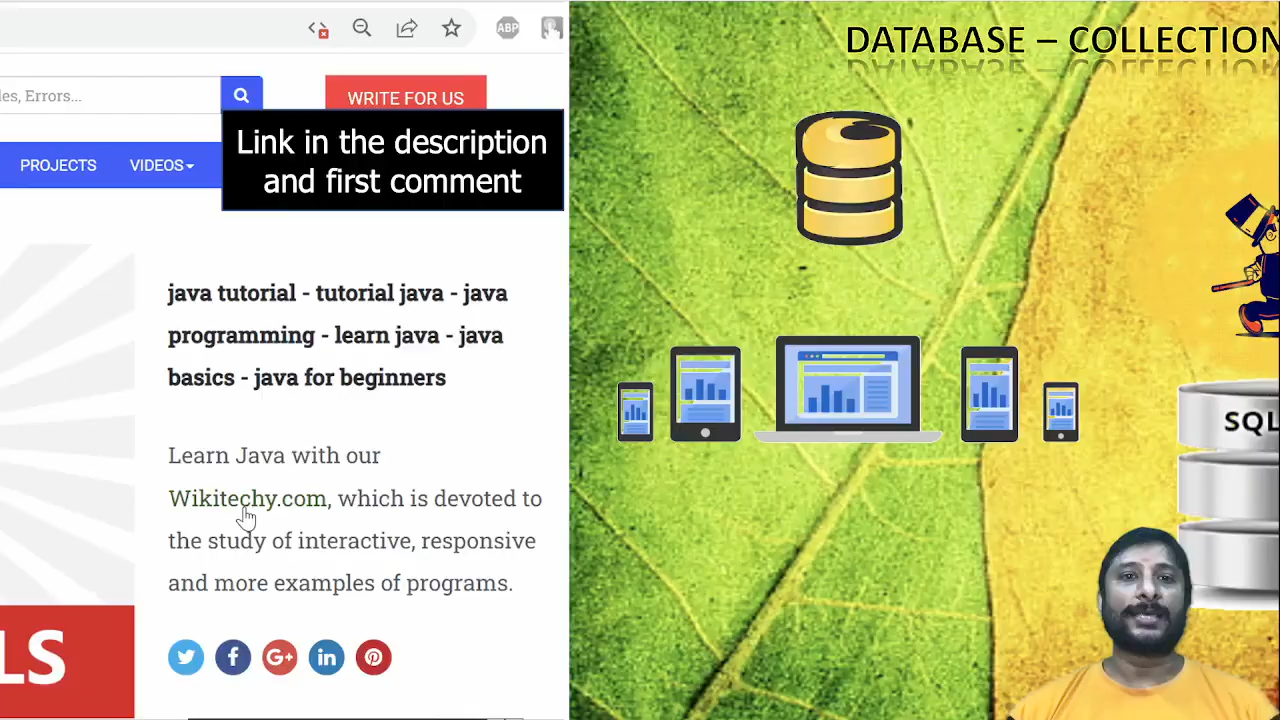 ABP
les, Errors...
WRITE FOR US
PROJECTS
VIDEOS
Link in the description
and first comment
java tutorial - tutorial java - java
programming - learn java - java
basics - java for beginners
Learn Java with our
Wikitechy.com, which is devoted to
the study of interactive, responsive
and more examples of programs.
f G+ in
LS
DATABASE – COLLECTION
SQL